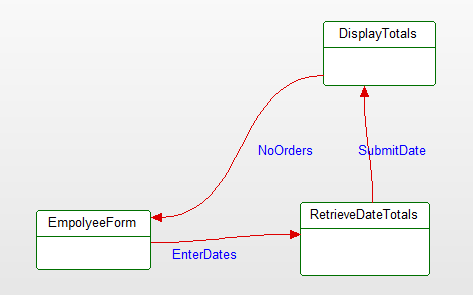 DisplayTotals
NoOrders
SubmitDate
EmpolyeeForm
RetrieveDateTotals
EnterDates